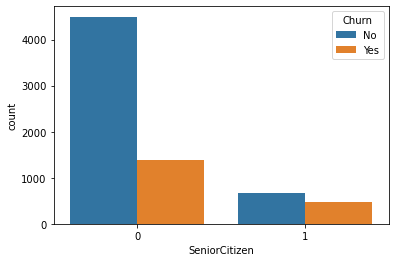 Churn
No
Yes
4000
3000
2000
1000
0
count
0 1
SeniorCitizen